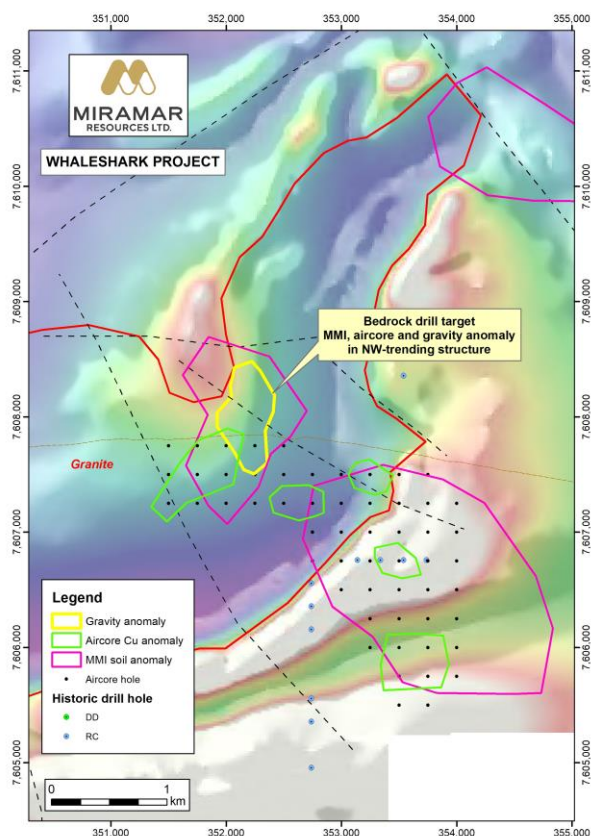 351,000 352,000 353,000 354,000 355,000
7,611,000
7,611,000
MIRAMAR
RESOURCES LTD.
WHALESHARK PROJECT
7,610,000
7,610,000
7,609,000
7,609,000
Bedrock drill target
MMI, aircore and gravity anomaly
in NW-trending structure
7,608,000
7,608,000
Granite
7,607,000
7,607,000
Legend
Gravity anomaly
Aircore Cu anomaly
MMI soil anomaly
Aircore hole
Historic drill hole
DD
RC
7,606,000
7,606,000
7,605,000
7,605,000
0 1
km
351,000 352,000 353,000 354,000 355,000